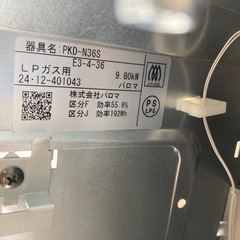 器具名:PKD-N36S
E3-4-36
LPガス用 9.80kW
24·12-401043 パロマ
株式会社パロマ
区分F 効率55.6%
区分J 効率192Wh
PS
LPG